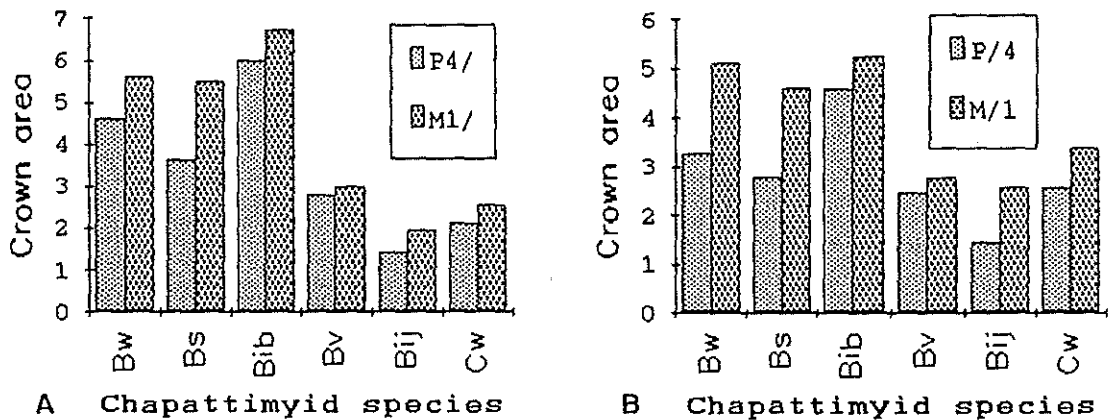 7
6
5
4
3
2
1
0
Crown area
P4/
M1/
Bw
Bs
Bib
Bv
Bij
Cw
A Chapattimyid species
6
5
4
3
2
1
0
Crown area
P/4
M/1
Bw
Bs
Bib
Bv
Bij
Cw
B Chapattimyid species